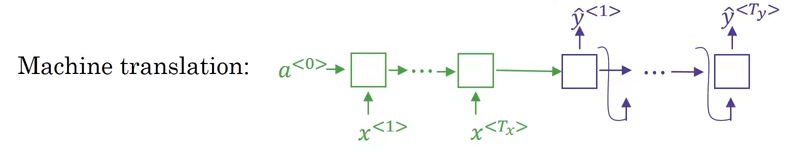 ŷ<1> ŷ<Ty>
Machine translation: a<0> ... ...
x<1> x<Tx>